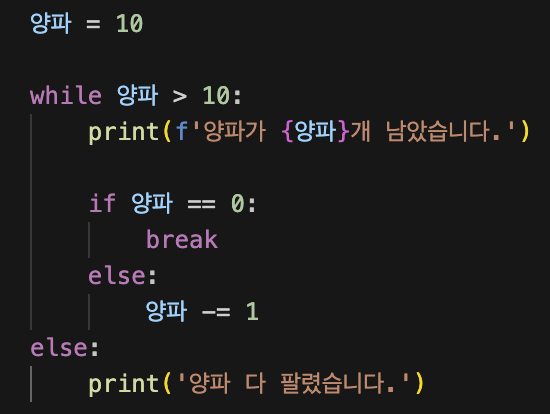 양파 = 10
while 양파 > 10:
print(f'양파가 {양파}개 남았습니다.')
if 양파 == 0:
break
else:
양파 -= 1
else:
print('양파 다 팔렸습니다.')